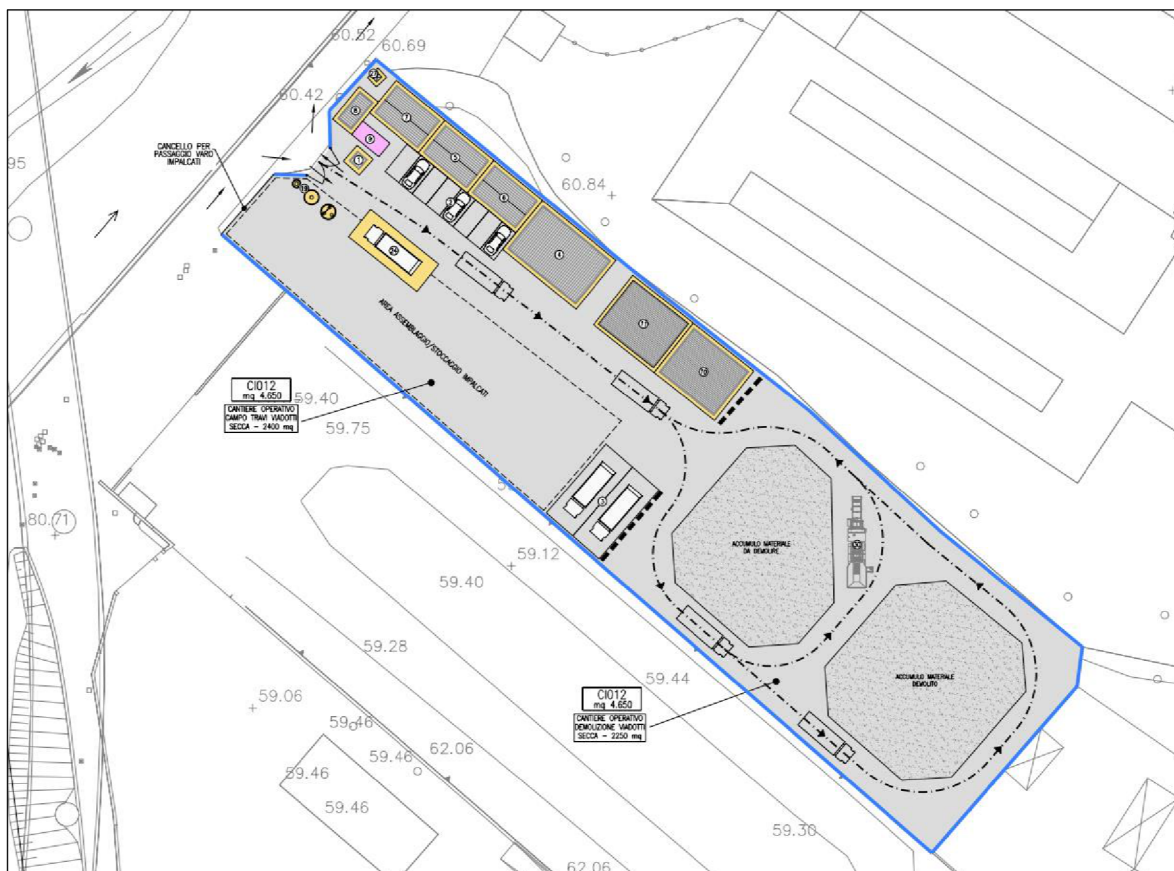 60.52
60.69
60.42
CANCELLO PER
PASSAGGIO VARO
IMPALCATI
95
60.84
AREA ASSEMBLAGGIO/STOCCAGGIO IMPALCATI
CI012
mq 4.650
CANTIERE OPERATIVO
CAMPO TRAVI VIADOTTI
SECCA - 2400 mq
59.40
59.75
80.71
59.12
59.40
ACCUMULO MATERIALE
DA DEMOLIRE
59.28
59.44
ACCUMULO MATERIALE
DEMOLITO
CI012
mq 4.650
CANTIERE OPERATIVO
DEMOLIZIONE VIADOTTI
SECCA - 2250 mq
59.06
59.46
59.46
62.06
59.46
59.46
59.30
62.06